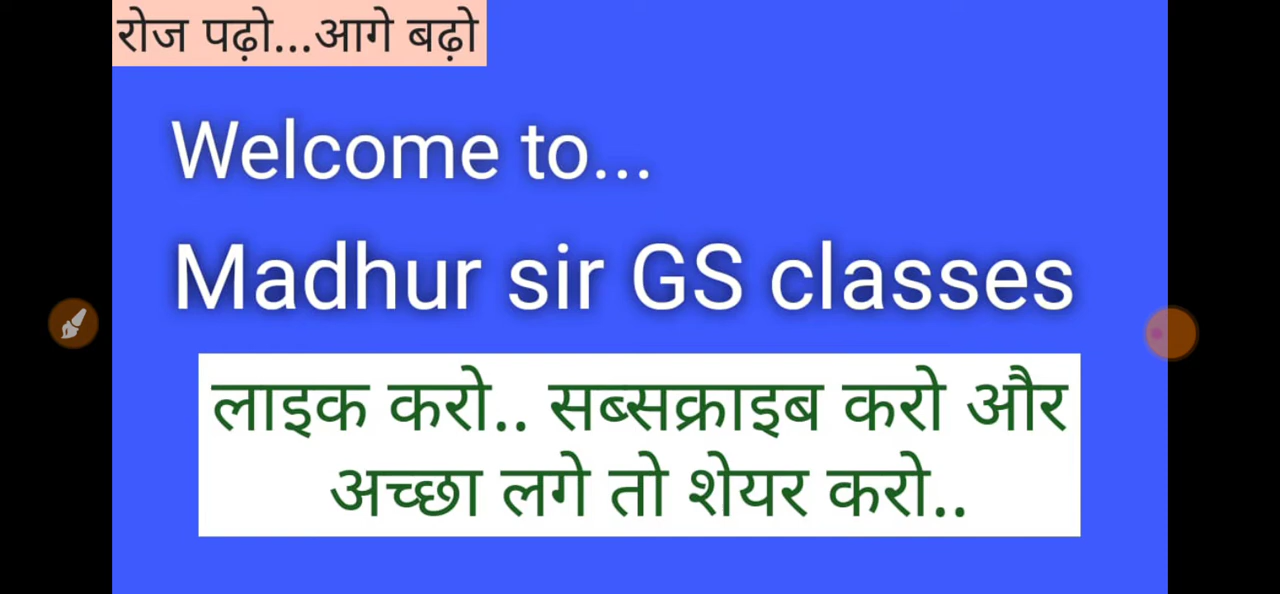 रोज पढ़ो...आगे बढ़ो
Welcome to...
Madhur sir GS classes
लाइक करो.. सब्सक्राइब करो और
अच्छा लगे तो शेयर करो..